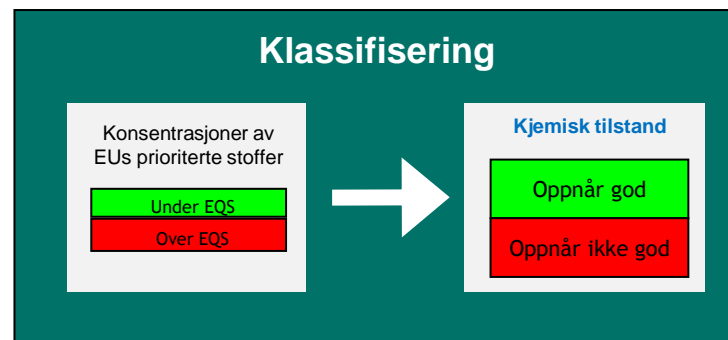 Klassifisering
Konsentrasjoner av
EUs prioriterte stoffer
Under EQS
Over EQS
Kjemisk tilstand
Oppnår god
Oppnår ikke god